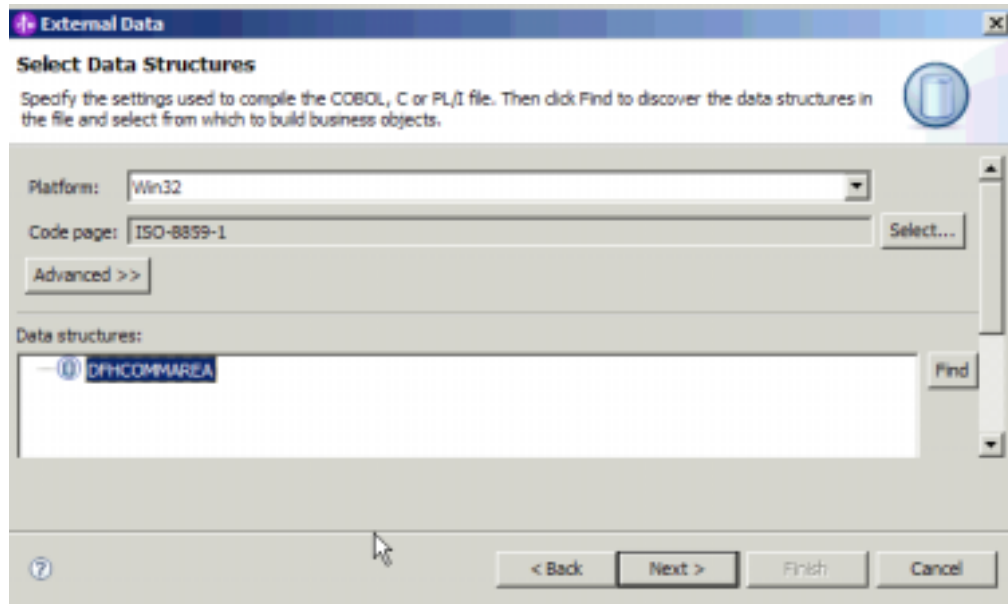 External Data
Select Data Structures
Specify the settings used to compile the COBOL, C or PL/I file. Then click Find to discover the data structures in
the file and select from which to build business objects.
Platform: Win32
Code page: ISO-8859-1 Select...
Advanced >>
Data structures:
DFHCOMMAREA Find
< Back Next > Finish Cancel